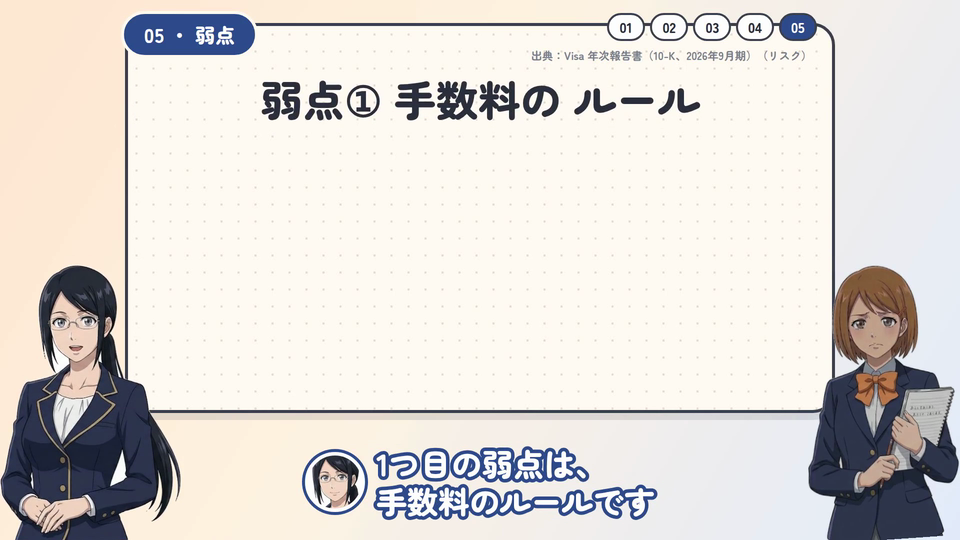 05 ・ 弱点
01 02 03 04 05
出典：Visa 年次報告書（10-K、2026年9月期）（リスク）
弱点① 手数料の ルール
1つ目の弱点は、
手数料のルールです